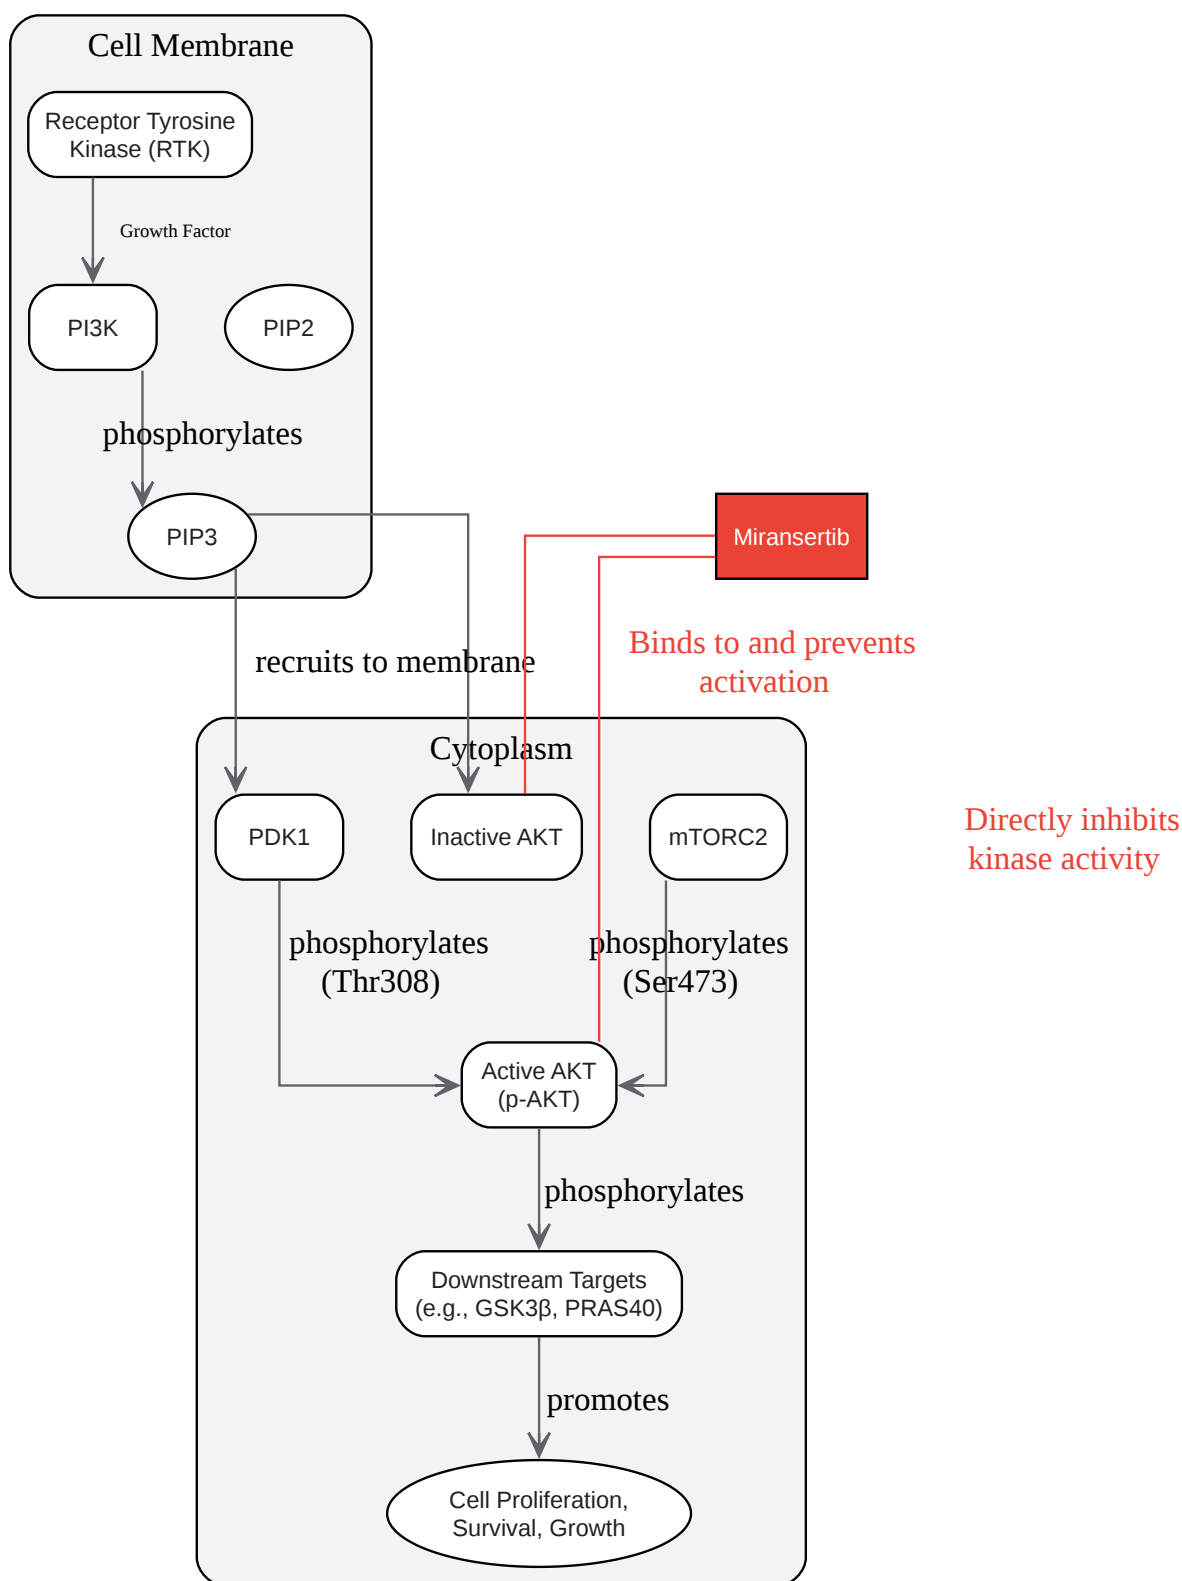 Cell Membrane
Receptor Tyrosine
Kinase (RTK)
Growth Factor
PI3K
PIP2
phosphorylates
PIP3
Miransertib
recruits to membrane
Binds to and prevents
activation
Cytoplasm
PDK1
Inactive AKT
mTORC2
Directly inhibits
kinase activity
phosphorylates
(Thr308)
phosphorylates
(Ser473)
Active AKT
(p-AKT)
phosphorylates
Downstream Targets
(e.g., GSK3β, PRAS40)
promotes
Cell Proliferation,
Survival, Growth